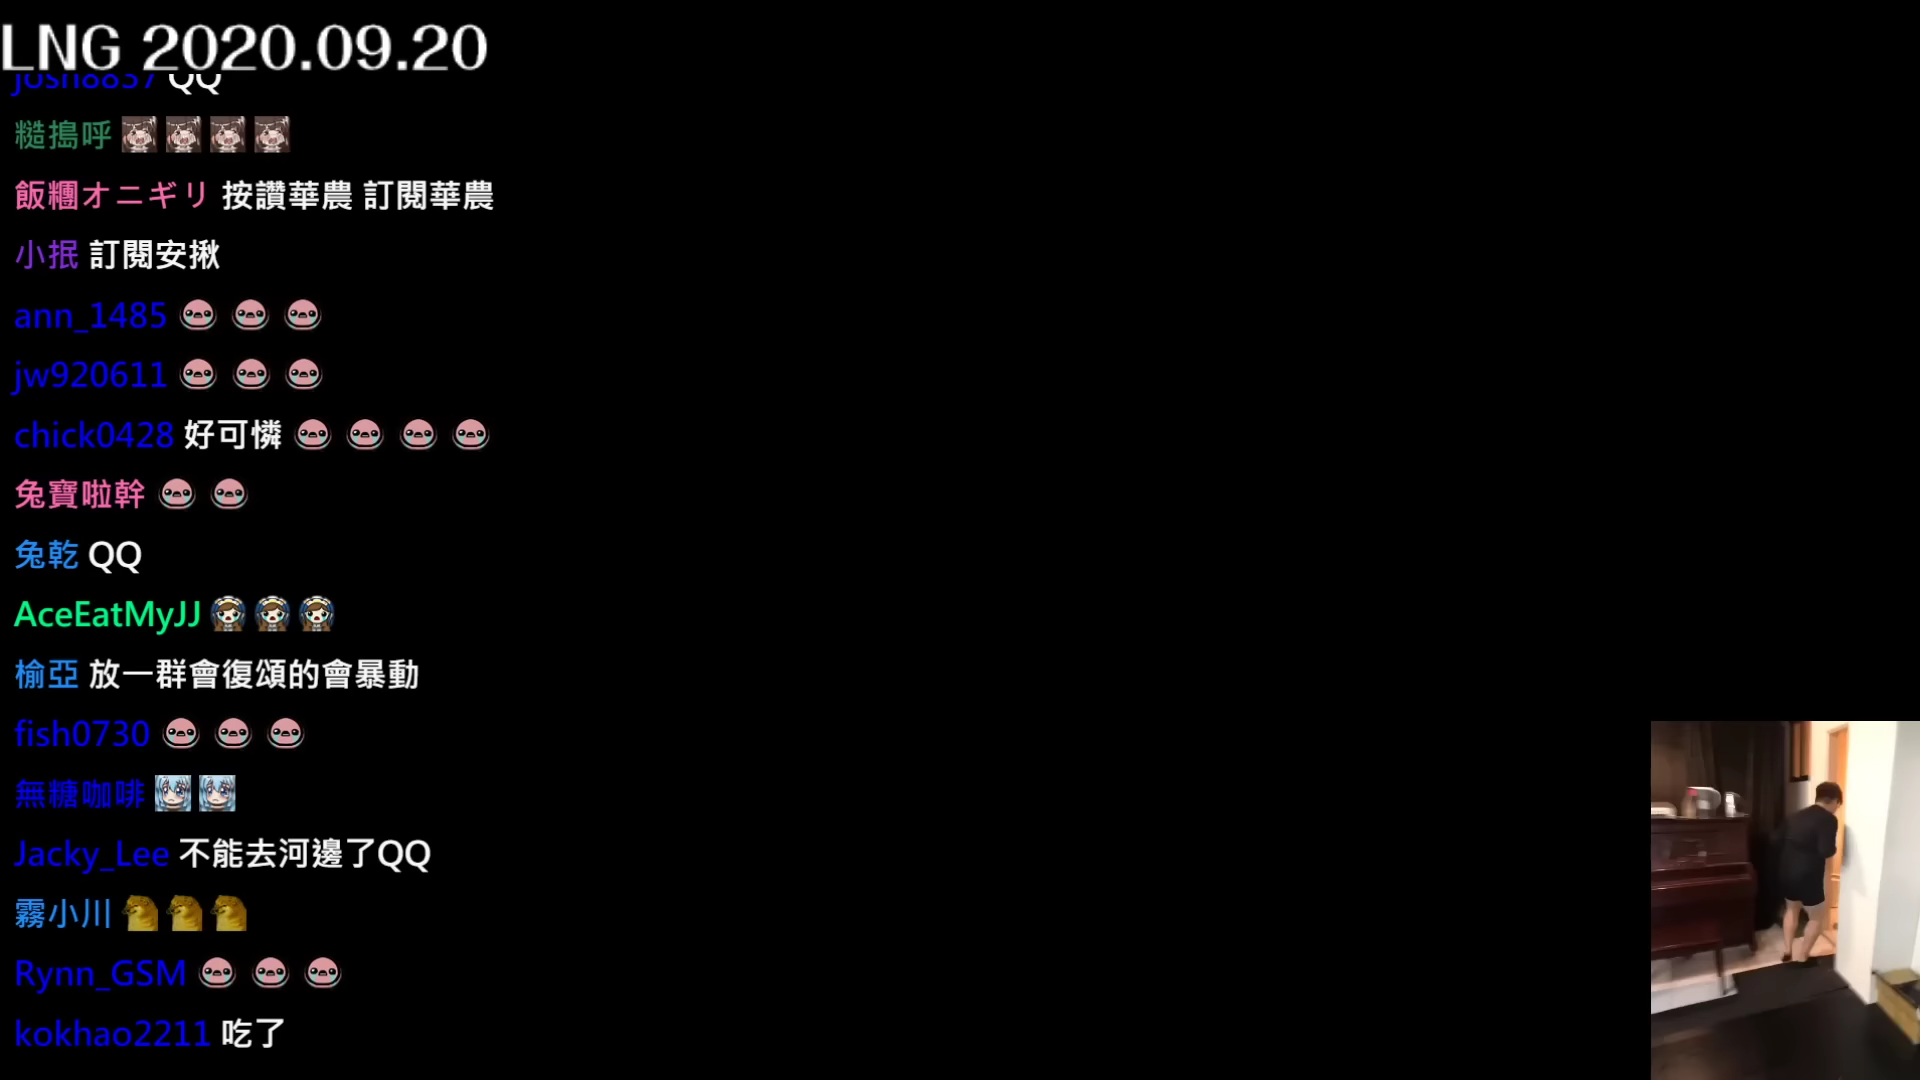 LNG 2020.09.20
josh8837 QQ
糙搗呼
飯糰オニギリ 按讚華農 訂閱華農
小抿 訂閱安揪
ann_1485
jw920611
chick0428 好可憐
兔寶啦幹
兔乾 QQ
AceEatMyJJ
榆亞 放一群會復頌的會暴動
fish0730
無糖咖啡
Jacky_Lee 不能去河邊了QQ
霧小川
Rynn_GSM
kokhao2211 吃了